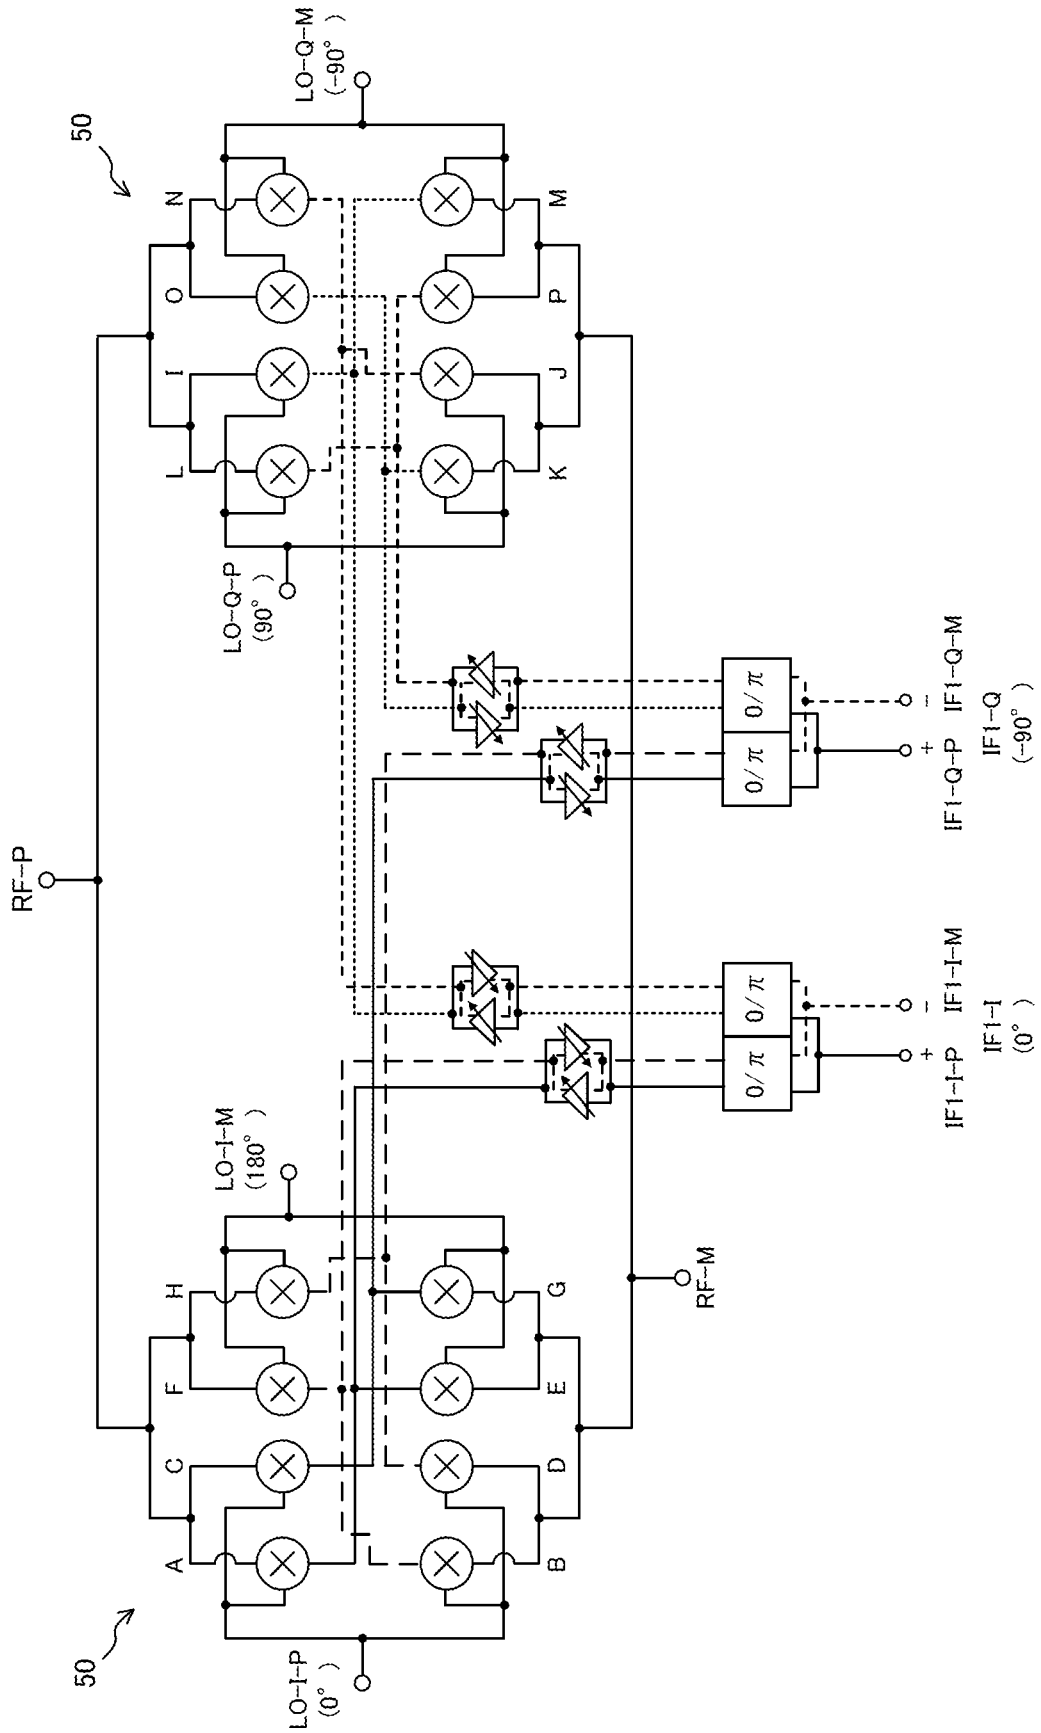 50
LO-I-P
(0°)
A
C
F
H
B
D
E
G
LO-I-M
(180°)
RF-P
RF-M
LO-Q-P
(90°)
L
I
O
N
K
J
P
M
50
LO-Q-M
(-90°)
0/π
0/π
+
-
IF1-I-P
IF1-I-M
IF1-I
(0°)
0/π
0/π
+
-
IF1-Q-P
IF1-Q-M
IF1-Q
(-90°)